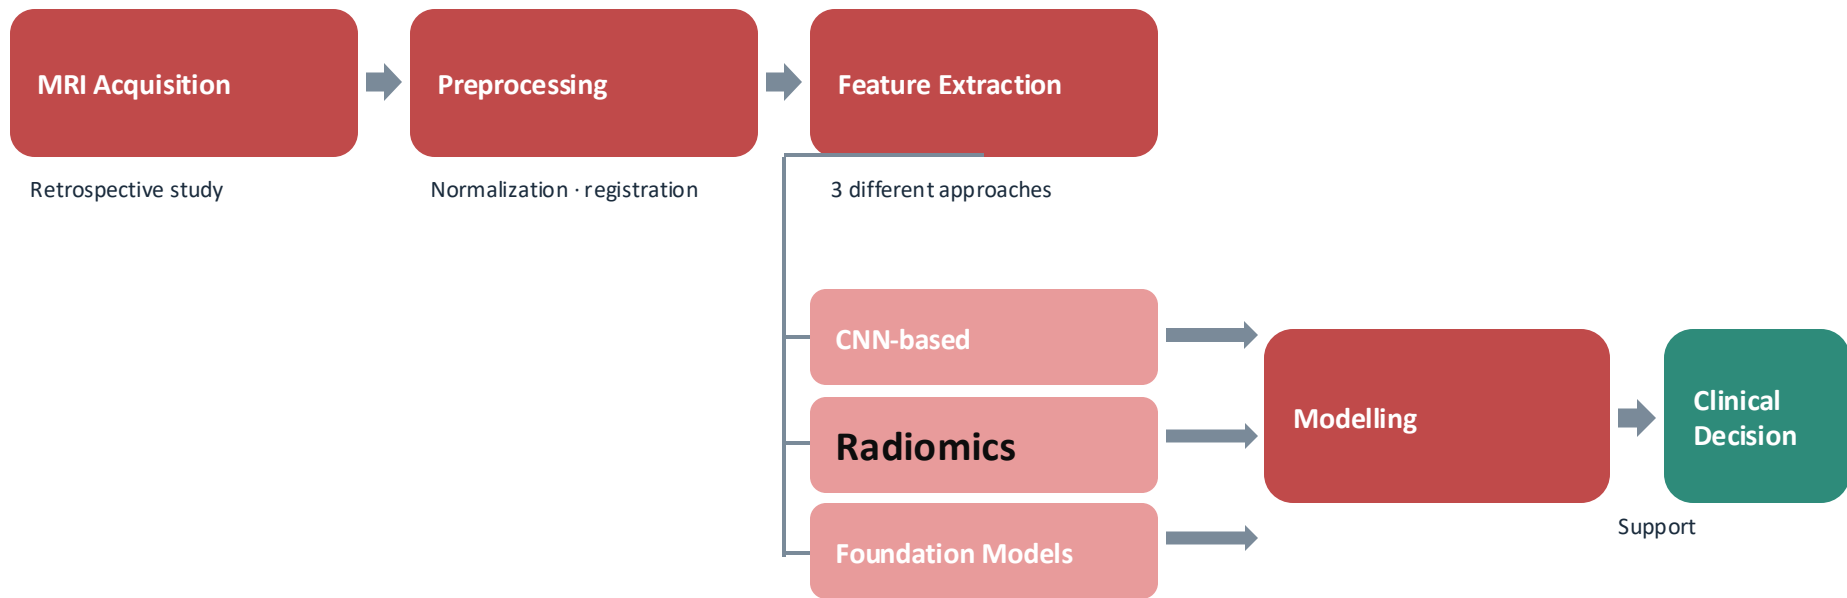 MRI Acquisition
Preprocessing
Feature Extraction
Retrospective study
Normalization · registration
3 different approaches
CNN-based
Radiomics
Foundation Models
Modelling
Clinical
Decision
Support